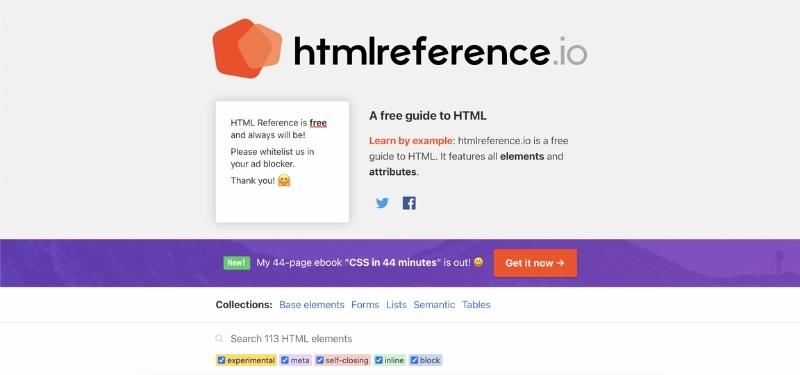 htmlreference.io
HTML Reference is free
and always will be!
Please whitelist us in
your ad blocker.
Thank you! 🤗
A free guide to HTML
Learn by example: htmlreference.io is a free
guide to HTML. It features all elements and
attributes.
New! My 44-page ebook "CSS in 44 minutes" is out! 😃 Get it now →
Collections: Base elements Forms Lists Semantic Tables
Search 113 HTML elements
experimental meta self-closing inline block